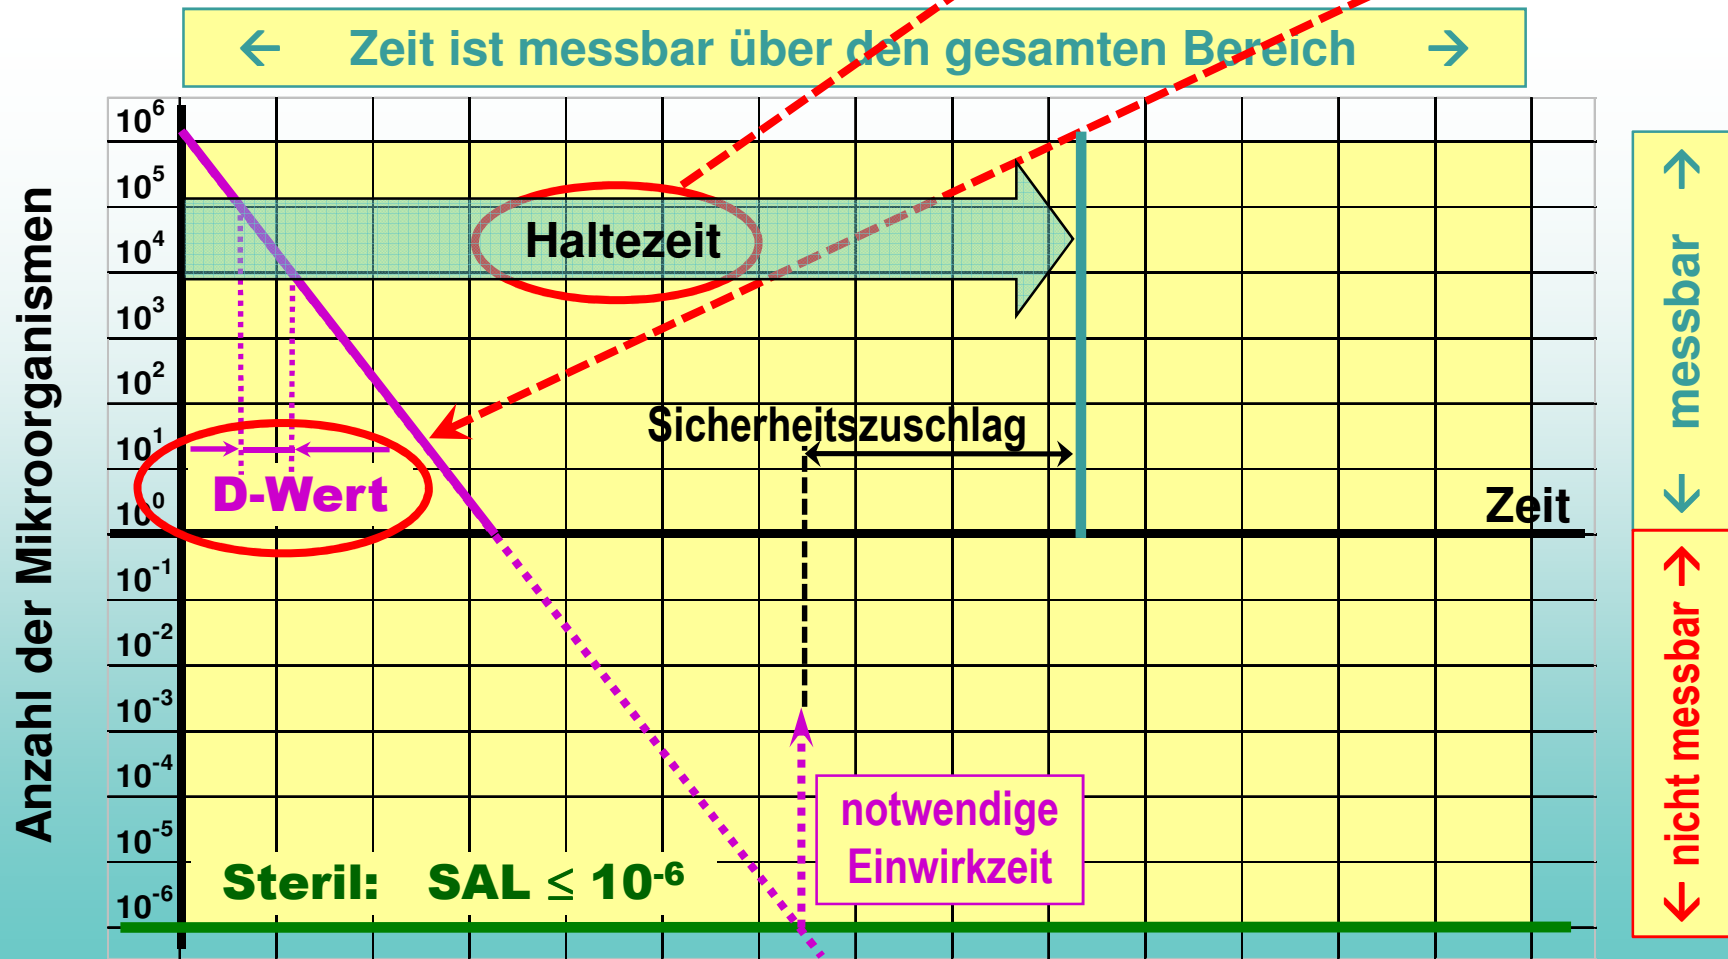 ← Zeit ist messbar über den gesamten Bereich →
Anzahl der Mikroorganismen
10⁶
10⁵
10⁴
10³
10²
10¹
10⁰
10⁻¹
10⁻²
10⁻³
10⁻⁴
10⁻⁵
10⁻⁶
Haltezeit
Sicherheitszuschlag
D-Wert
Zeit
notwendige
Einwirkzeit
Steril: SAL ≤ 10⁻⁶
← messbar →
← nicht messbar →